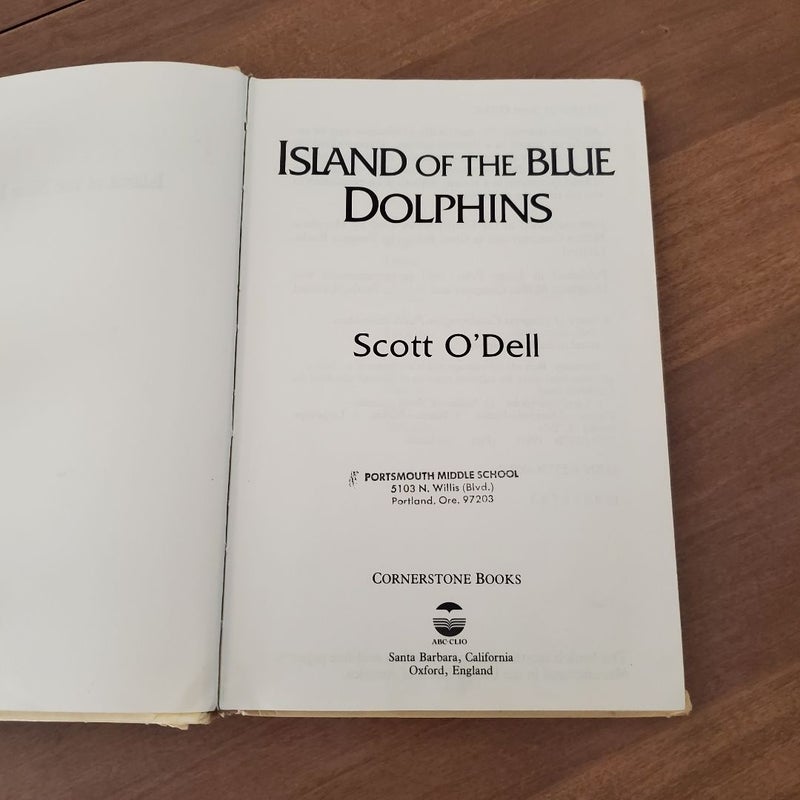 ISLAND OF THE BLUE
DOLPHINS
Scott O'Dell
PORTSMOUTH MIDDLE SCHOOL
5103 N. Willis (Blvd.)
Portland, Ore. 97203
CORNERSTONE BOOKS
ABC-CLIO
Santa Barbara, California
Oxford, England